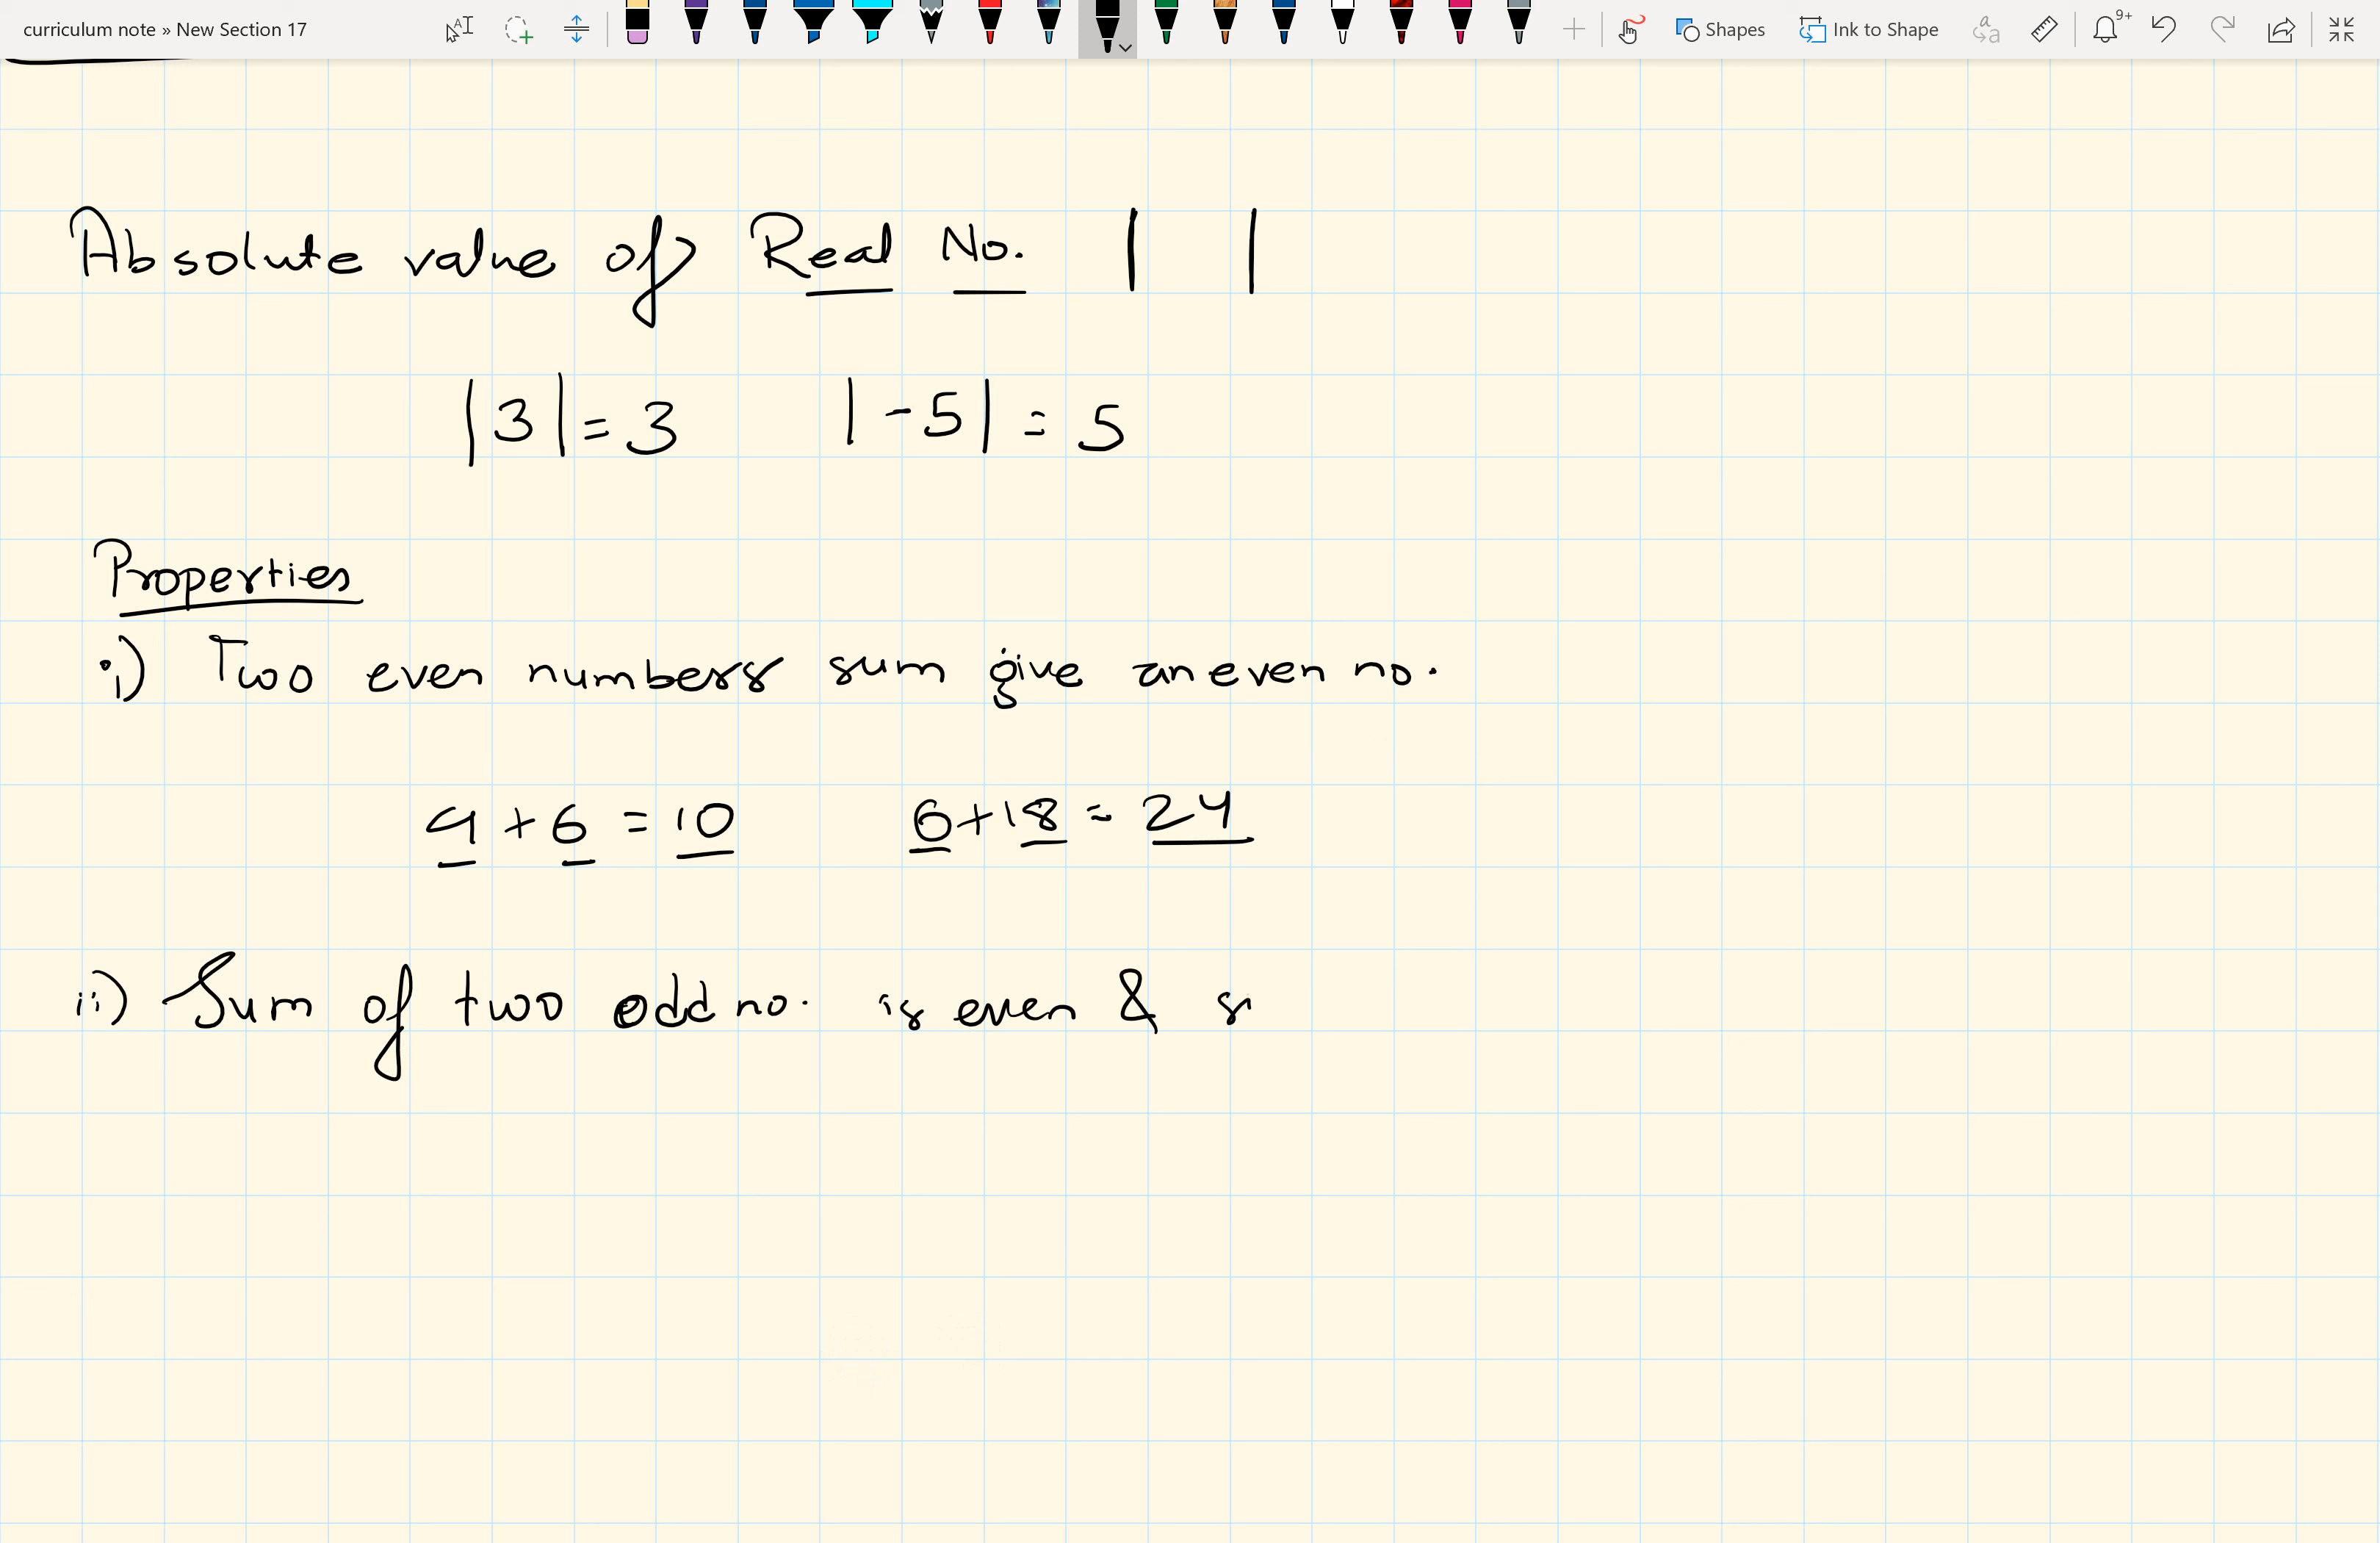 curriculum note » New Section 17
Shapes Ink to Shape 9+
Absolute value of Real No. | |
|3| = 3 |-5| = 5
Properties
i) Two even numbers sum give an even no.
4 + 6 = 10 6 + 18 = 24
ii) Sum of two odd no. is even &